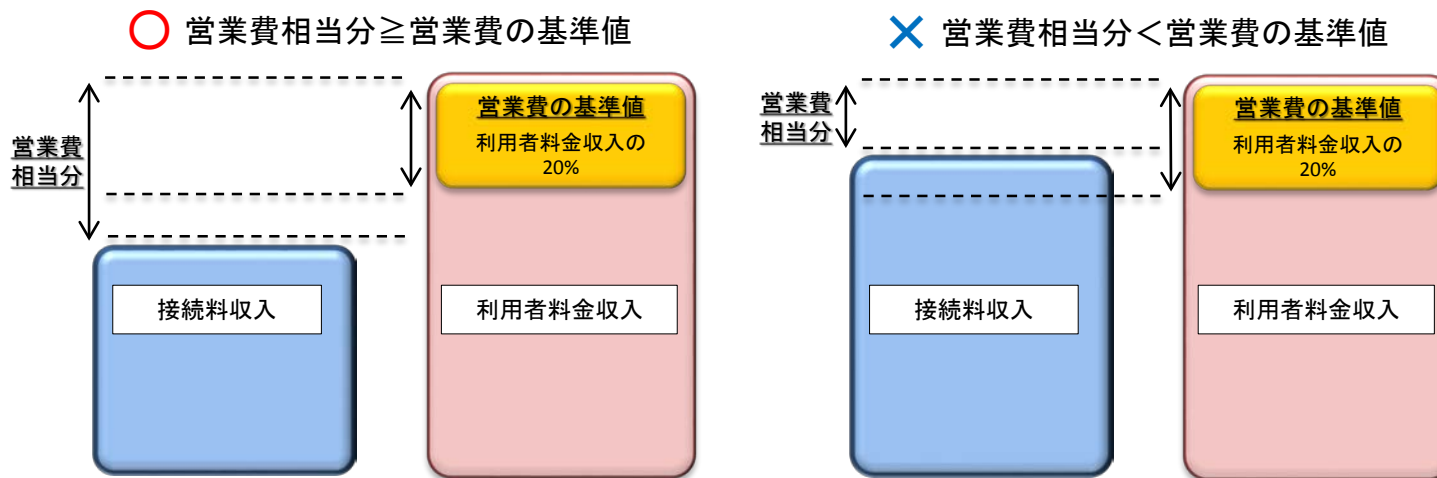 ○ 営業費相当分≧営業費の基準値
営業費
相当分
営業費の基準値
利用者料金収入の
20%
接続料収入
利用者料金収入
× 営業費相当分<営業費の基準値
営業費
相当分
営業費の基準値
利用者料金収入の
20%
接続料収入
利用者料金収入